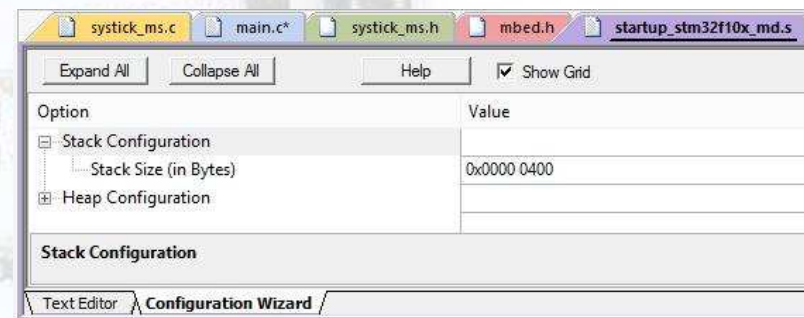 systick_ms.c main.c* systick_ms.h mbed.h startup_stm32f10x_md.s
Expand All Collapse All Help Show Grid
Option Value
Stack Configuration
Stack Size (in Bytes) 0x0000 0400
Heap Configuration
Stack Configuration
Text Editor Configuration Wizard